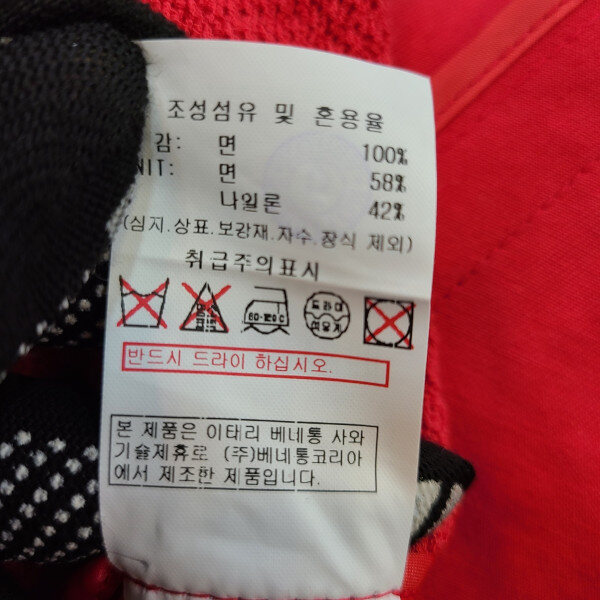 조성섬유 및 혼용율
감: 면 100%
NIT: 면 58%
나일론 42%
(심지.상표.보강재.자수.장식 제외)
취급주의표시
80-120C
드라이
반드시 드라이 하십시오.
본 제품은 이태리 베네통 사와
기술제휴로 (주)베네통코리아
에서 제조한 제품입니다.